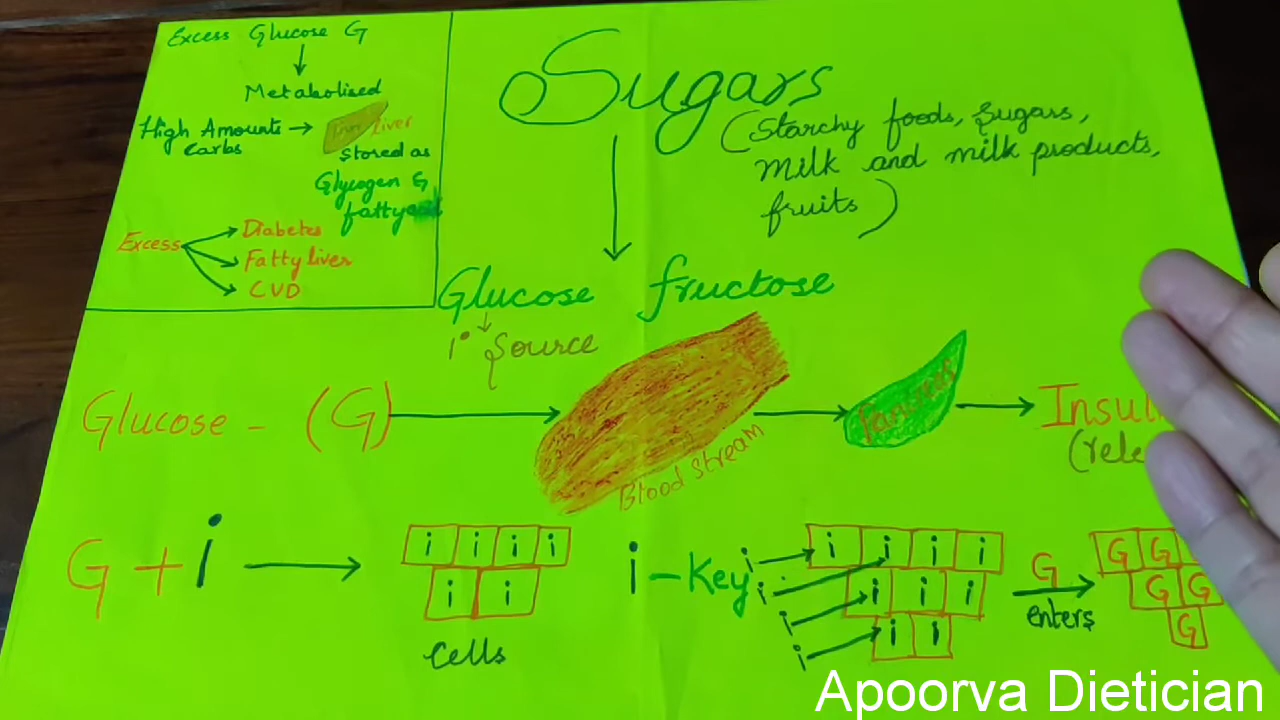 Excess Glucose G
Metabolised
High Amounts
carbs
liver
stored as
Glycogen G
fatty
Excess
Diabetes
Fatty liver
CVD
Sugars
(Starchy foods, Sugars,
Milk and milk products,
fruits)
Glucose fructose
1° Source
Glucose - (G)
Blood stream
Pancreas
Insu
(rele
G + i
i i i i
i i
Cells
i - Key
i i i i i
i i i i
i i i
i
G
enters
G G
G G
G
Apoorva Dietician